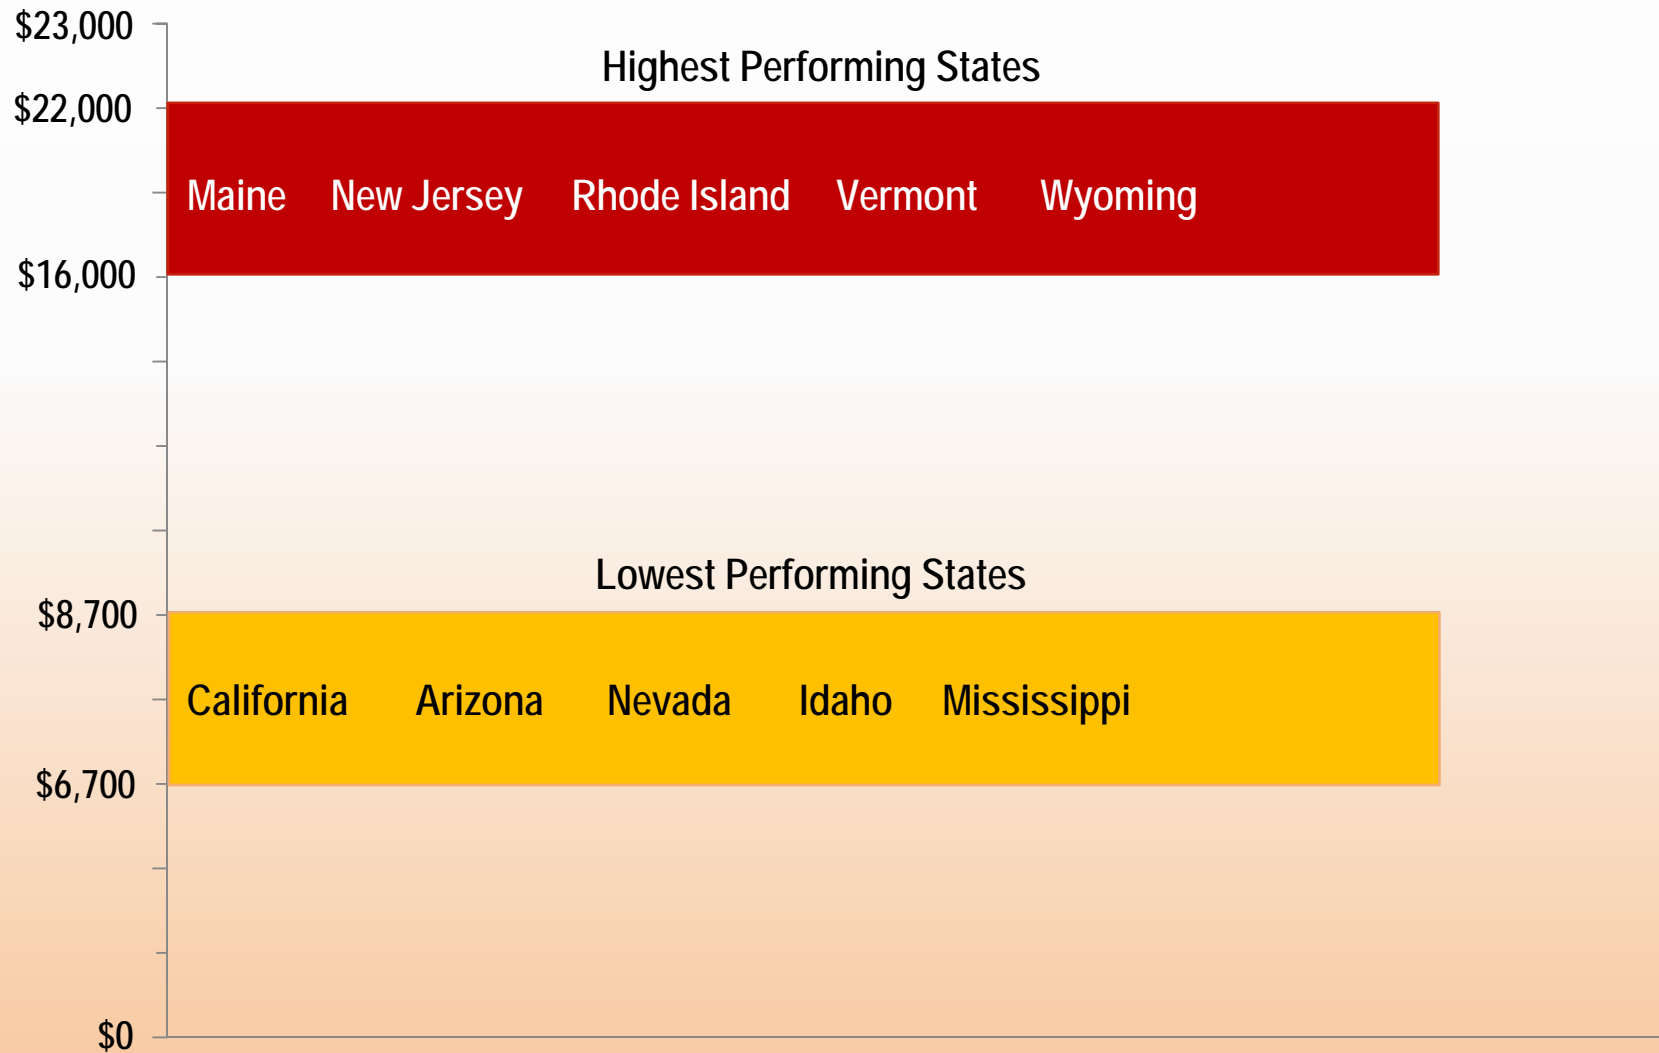 $23,000
Highest Performing States
$22,000
Maine New Jersey Rhode Island Vermont Wyoming
$16,000
Lowest Performing States
$8,700
California Arizona Nevada Idaho Mississippi
$6,700
$0